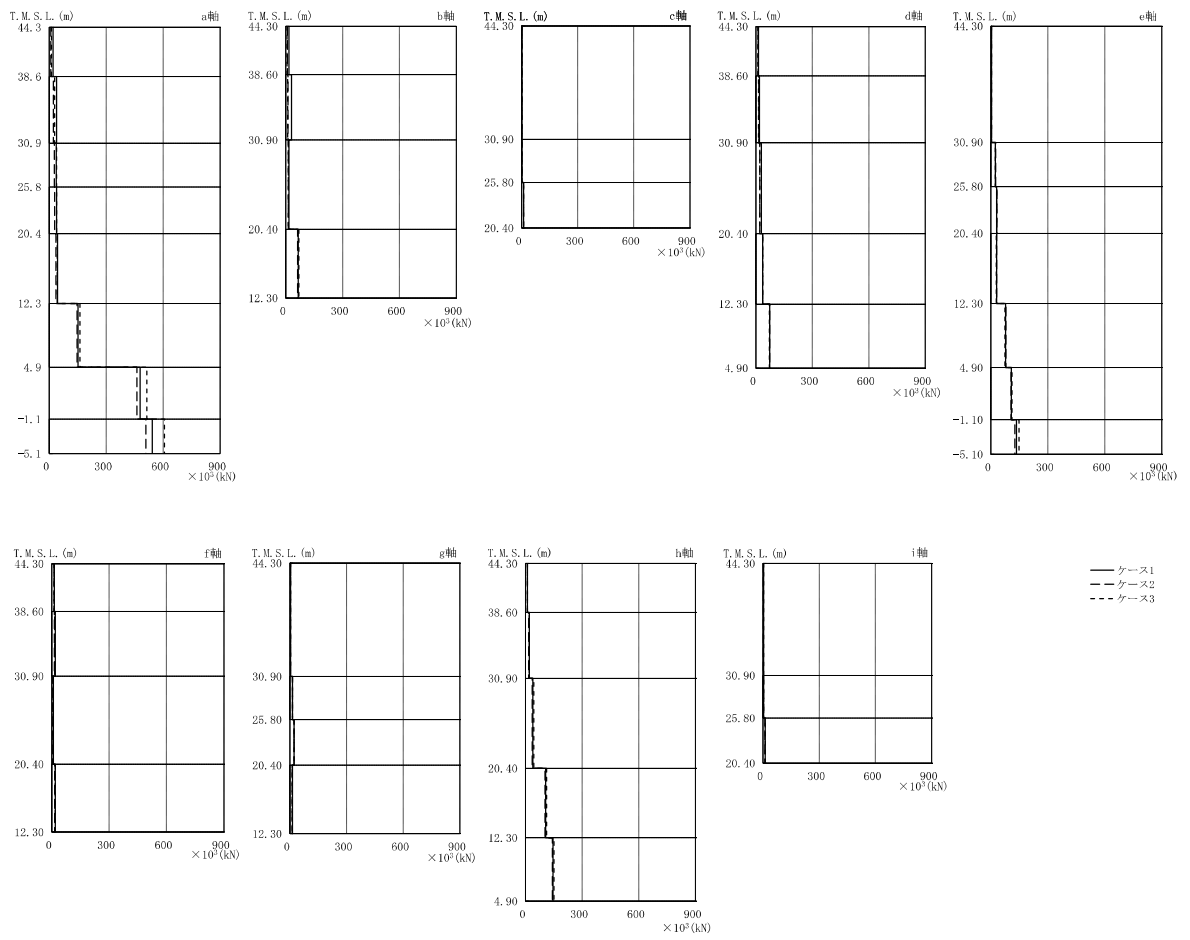 T.M.S.L.(m) a軸
44.3
38.6
30.9
25.8
20.4
12.3
4.9
-1.1
-5.1
0 300 600 900
×10³(kN)
T.M.S.L.(m) b軸
44.30
38.60
30.90
20.40
12.30
0 300 600 900
×10³(kN)
T.M.S.L.(m) c軸
44.30
30.90
25.80
20.40
0 300 600 900
×10³(kN)
T.M.S.L.(m) d軸
44.30
38.60
30.90
20.40
12.30
4.90
0 300 600 900
×10³(kN)
T.M.S.L.(m) e軸
44.30
30.90
25.80
20.40
12.30
4.90
-1.10
-5.10
0 300 600 900
×10³(kN)
T.M.S.L.(m) f軸
44.30
38.60
30.90
20.40
12.30
0 300 600 900
×10³(kN)
T.M.S.L.(m) g軸
44.30
30.90
25.80
20.40
12.30
0 300 600 900
×10³(kN)
T.M.S.L.(m) h軸
44.30
38.60
30.90
20.40
12.30
4.90
0 300 600 900
×10³(kN)
T.M.S.L.(m) i軸
44.30
30.90
25.80
20.40
0 300 600 900
×10³(kN)
ケース1
ケース2
ケース3